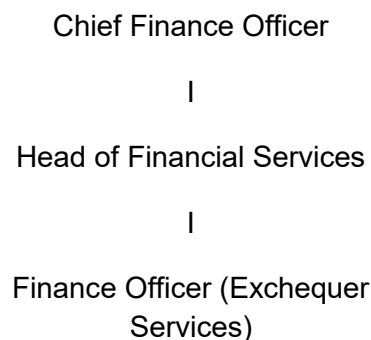 Chief Finance Officer
I
Head of Financial Services
I
Finance Officer (Exchequer
Services)